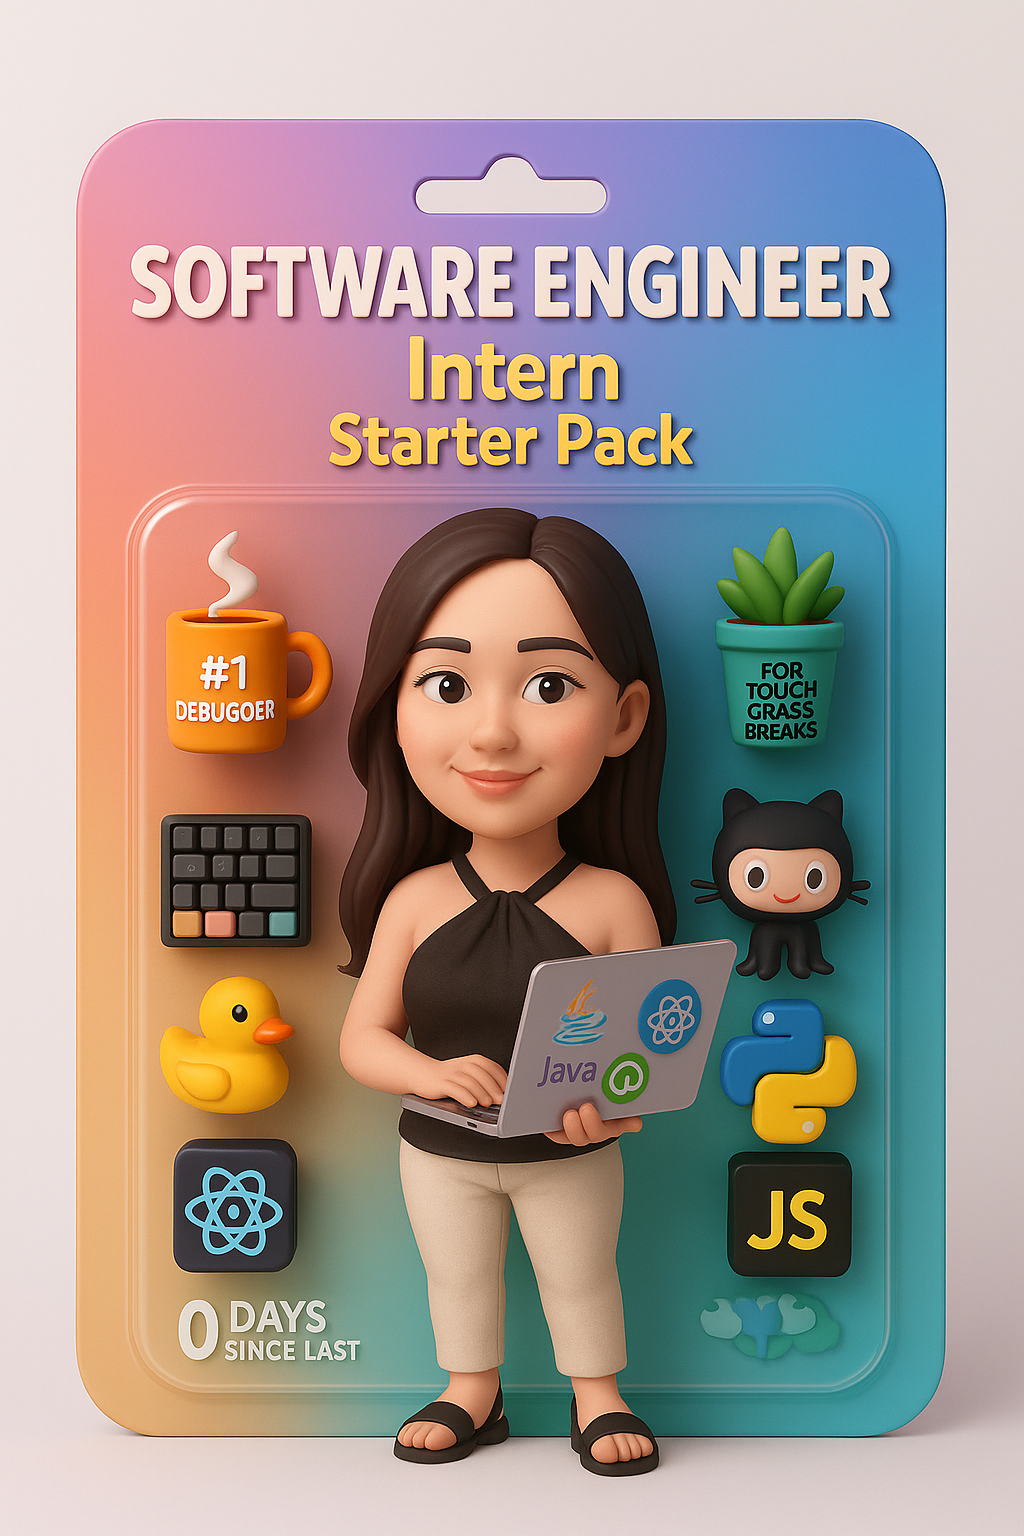 SOFTWARE ENGINEER
Intern
Starter Pack
#1
DEBUGOER
FOR
TOUCH
GRASS
BREAKS
Java
JS
0 DAYS
SINCE LAST